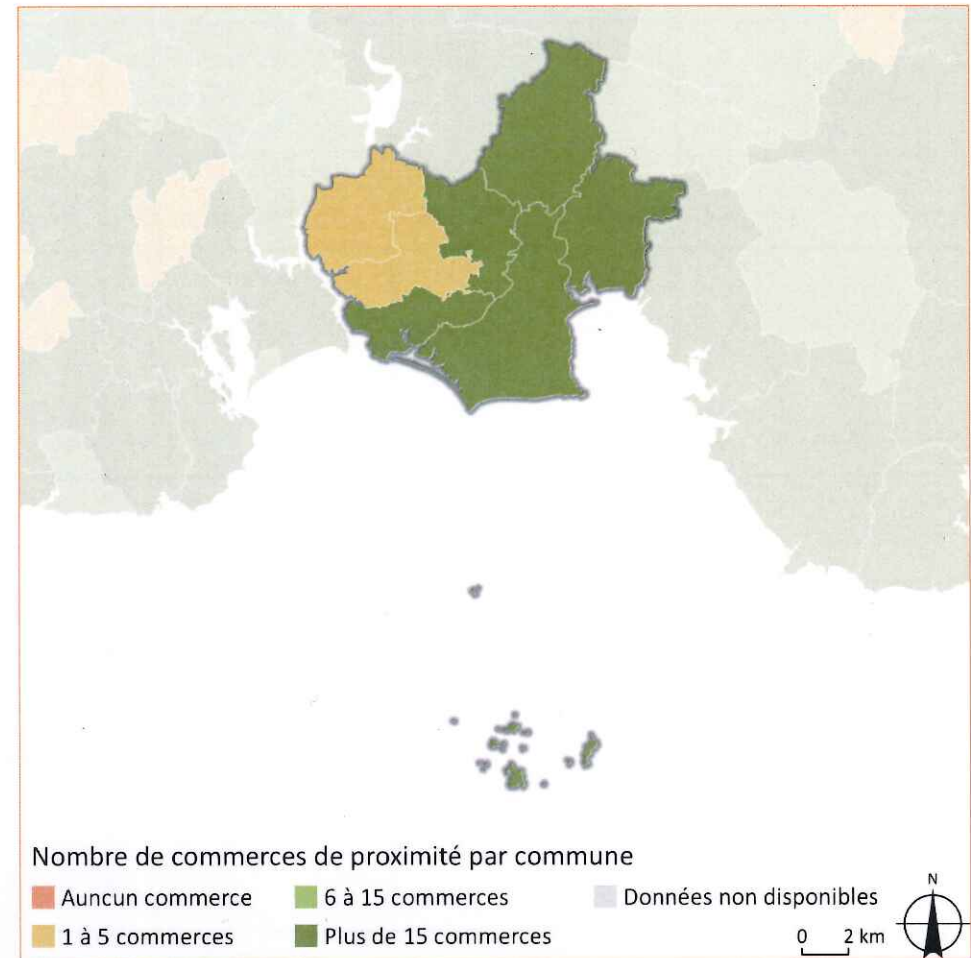 Nombre de commerces de proximité par commune
Auncun commerce
6 à 15 commerces
Données non disponibles
N
1 à 5 commerces
Plus de 15 commerces
0 2 km